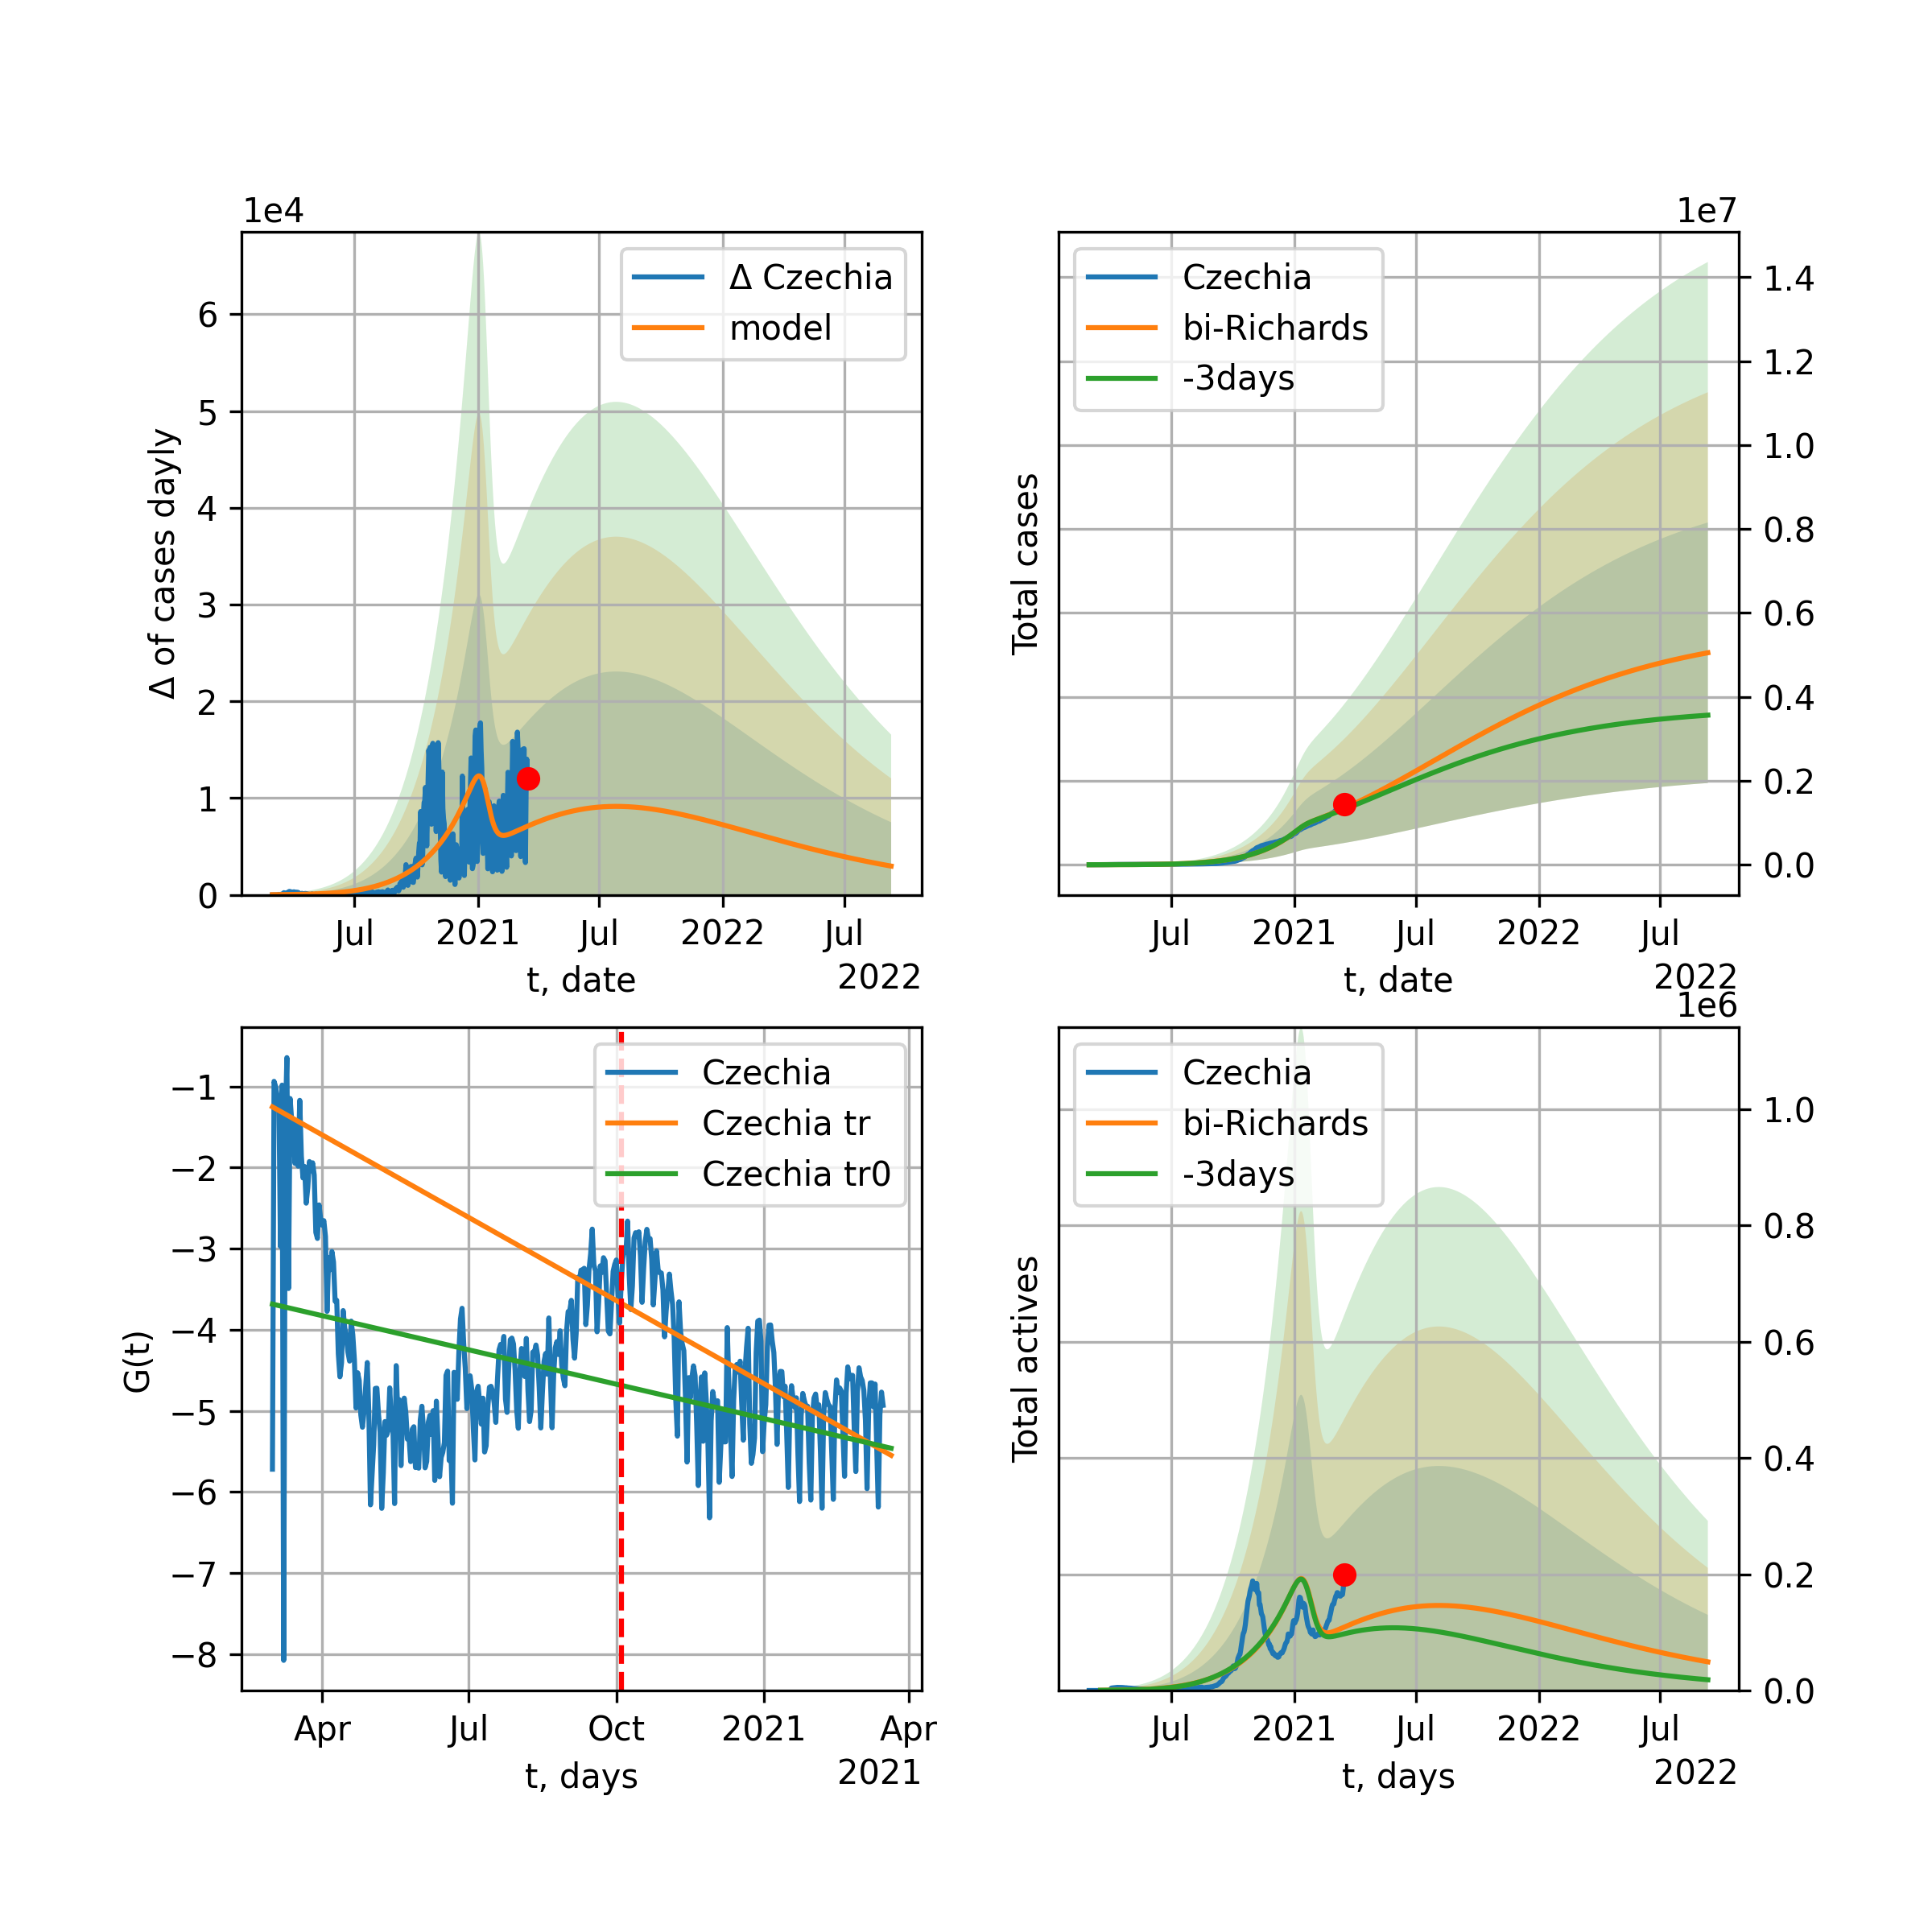 1e4
Δ of cases dayly
6
5
4
3
2
1
0
Δ Czechia
model
Jul
2021
Jul
2022
Jul
t, date
2022
1e7
Total cases
Czechia
bi-Richards
-3days
1.4
1.2
1.0
0.8
0.6
0.4
0.2
0.0
Jul
2021
Jul
2022
Jul
t, date
2022
G(t)
−1
−2
−3
−4
−5
−6
−7
−8
Czechia
Czechia tr
Czechia tr0
Apr
Jul
Oct
2021
Apr
t, days
2021
1e6
Total actives
Czechia
bi-Richards
-3days
1.0
0.8
0.6
0.4
0.2
0.0
Jul
2021
Jul
2022
Jul
t, days
2022